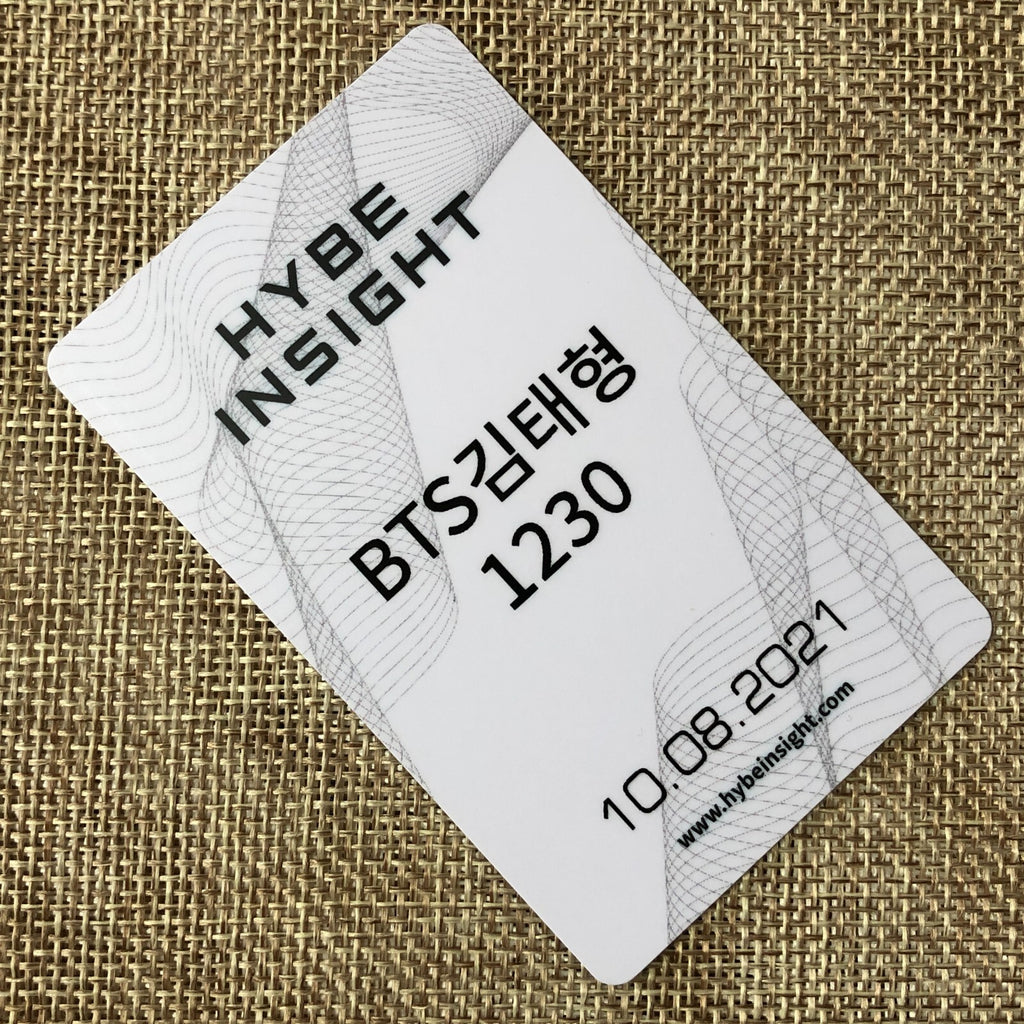 HYBE
INSIGHT
BTS김태형
1230
10.08.2021
www.hybeinsight.com